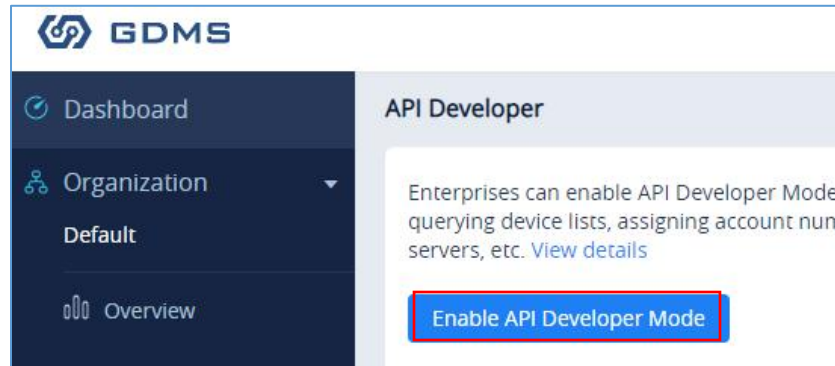 GDMS
Dashboard
Organization
Default
Overview
API Developer
Enterprises can enable API Developer Mode
querying device lists, assigning account num
servers, etc. View details
Enable API Developer Mode